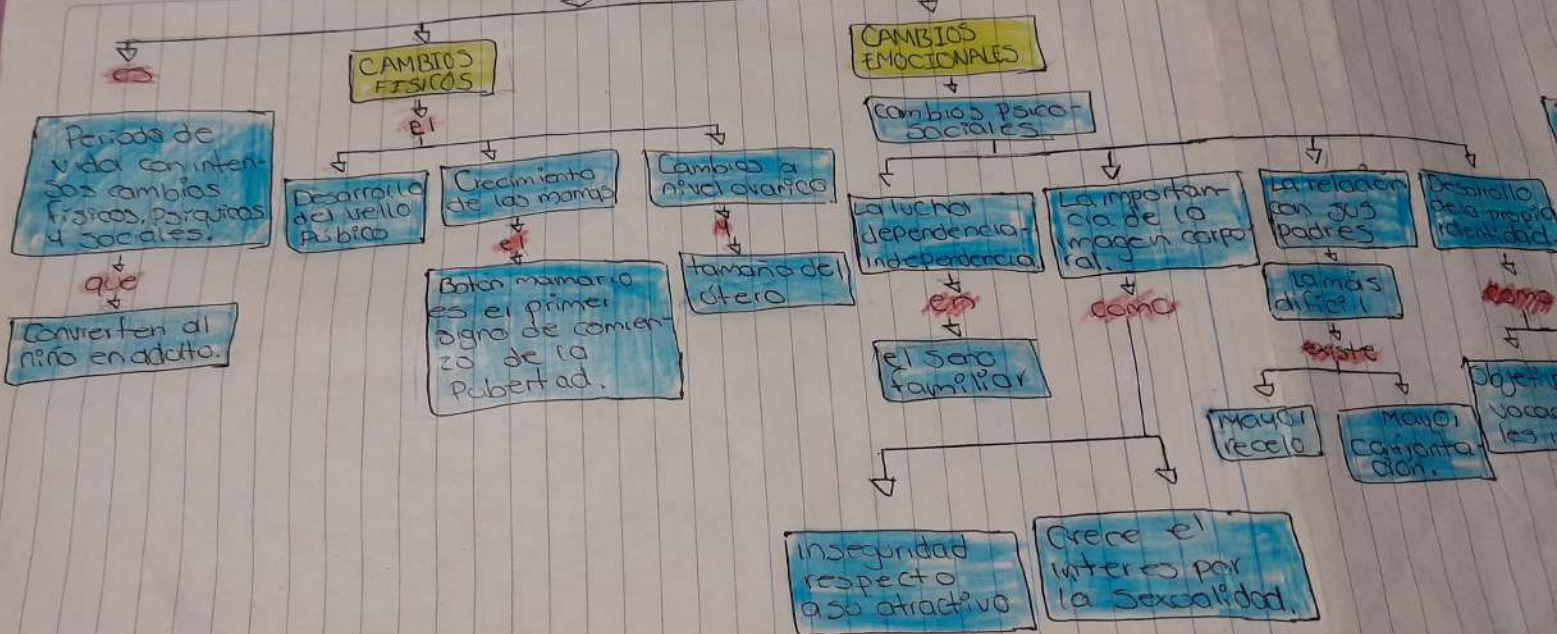 es
Periodo de
vida con inten-
sos cambios
físicos, psíquicos
y sociales.
que
convierten al
niño en adulto.
CAMBIOS
FISICOS
el
Desarrollo
del vello
Púbico
Crecimiento
de las mamas
el
Botón mamario
es el primer
signo de comien-
zo de la
Pubertad.
Cambios a
nivel ovarico
tamaño del
útero
CAMBIOS
EMOCIONALES
cambios psico-
sociales.
La lucha
dependencia-
independencia
en
el seno
familiar
La importan-
cia de la
imagen corpo
ral.
como
inseguridad
respecto
a su atractivo
Crece el
interes por
la sexualidad.
La relación
con sus
padres
La más
dificil
existe
mayor
recelo
Mayor
confronta-
ción.
Desarrollo
de la propia
identidad.
como